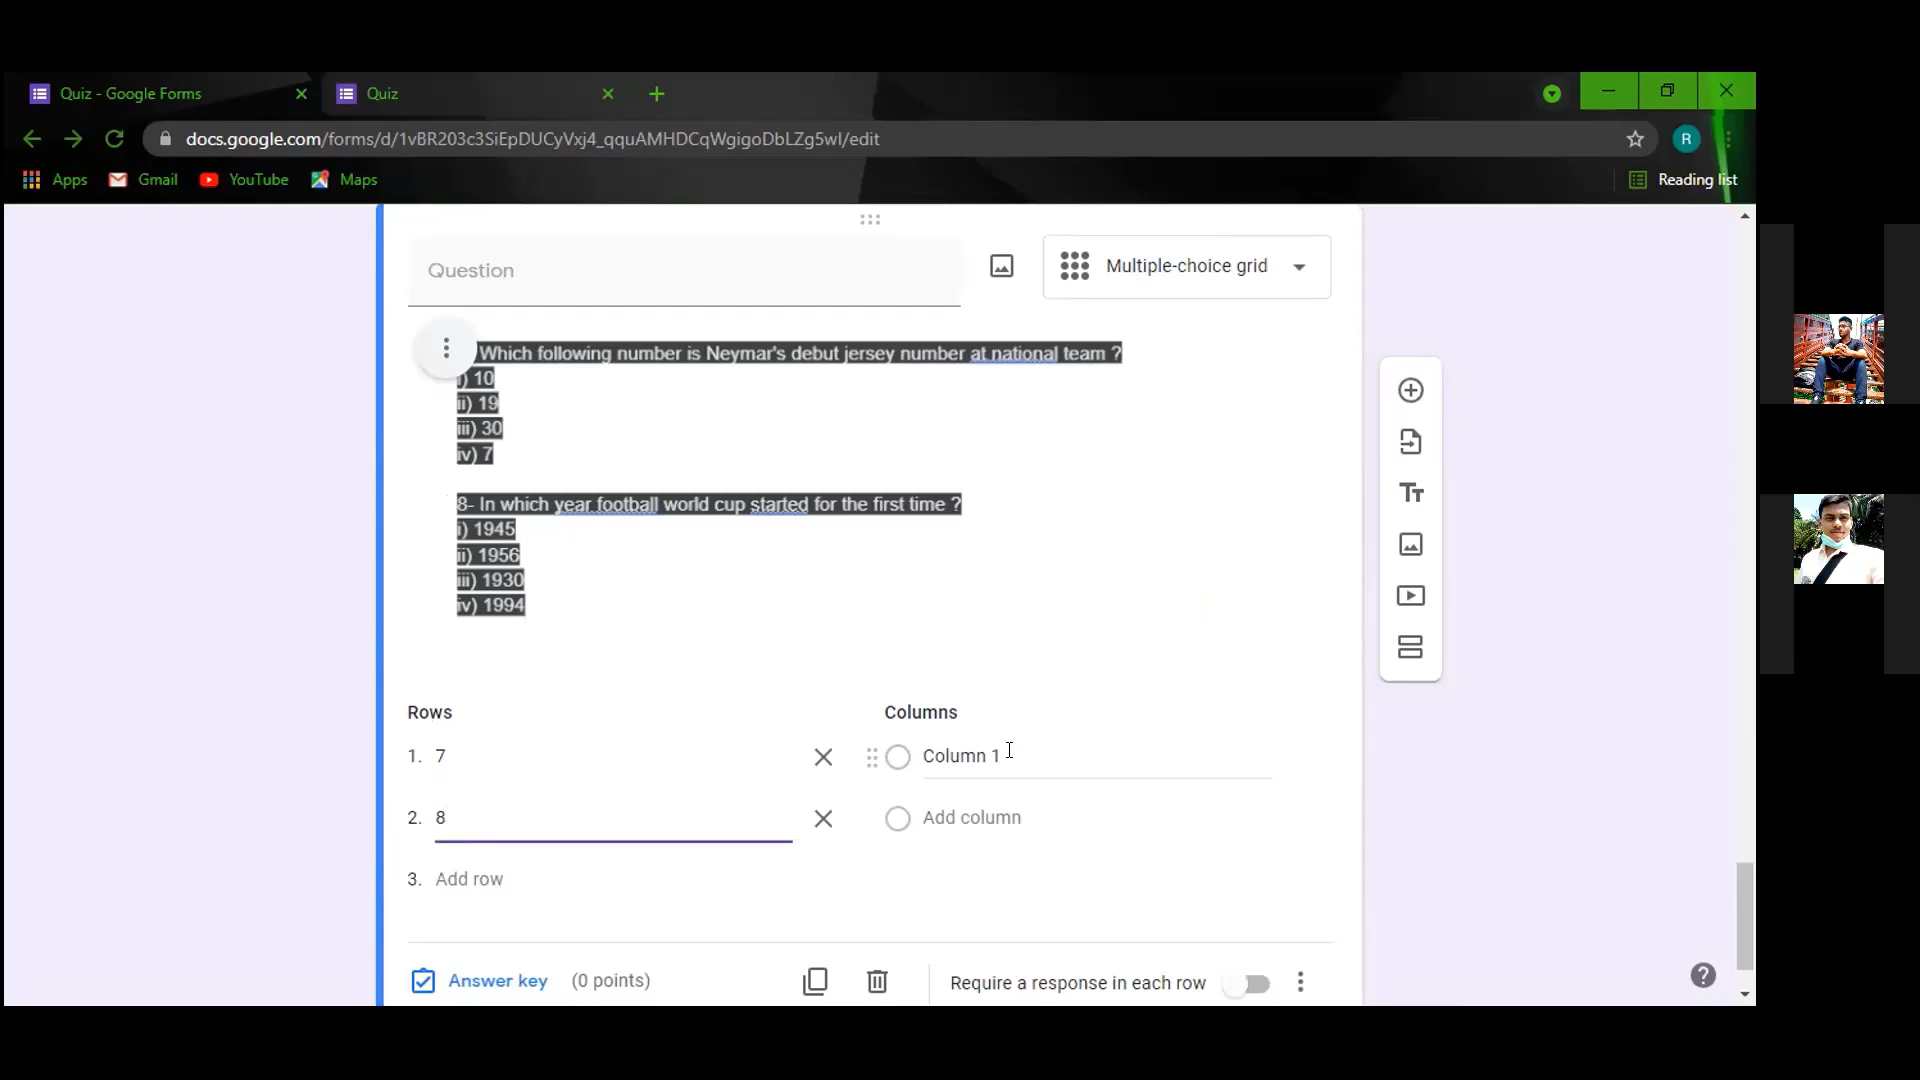 Quiz - Google Forms
Quiz
docs.google.com/forms/d/1vBR203c3SiEpDUCyVxj4_qquAMHDCqWgigoDbLZg5wI/edit
R
Apps
Gmail
YouTube
Maps
Reading list
Question
Multiple-choice grid
Which following number is Neymar's debut jersey number at national team ?
i) 10
ii) 19
iii) 30
iv) 7
8- In which year football world cup started for the first time ?
i) 1945
ii) 1956
iii) 1930
iv) 1994
Rows
Columns
1. 7
Column 1
2. 8
Add column
3. Add row
Answer key
(0 points)
Require a response in each row